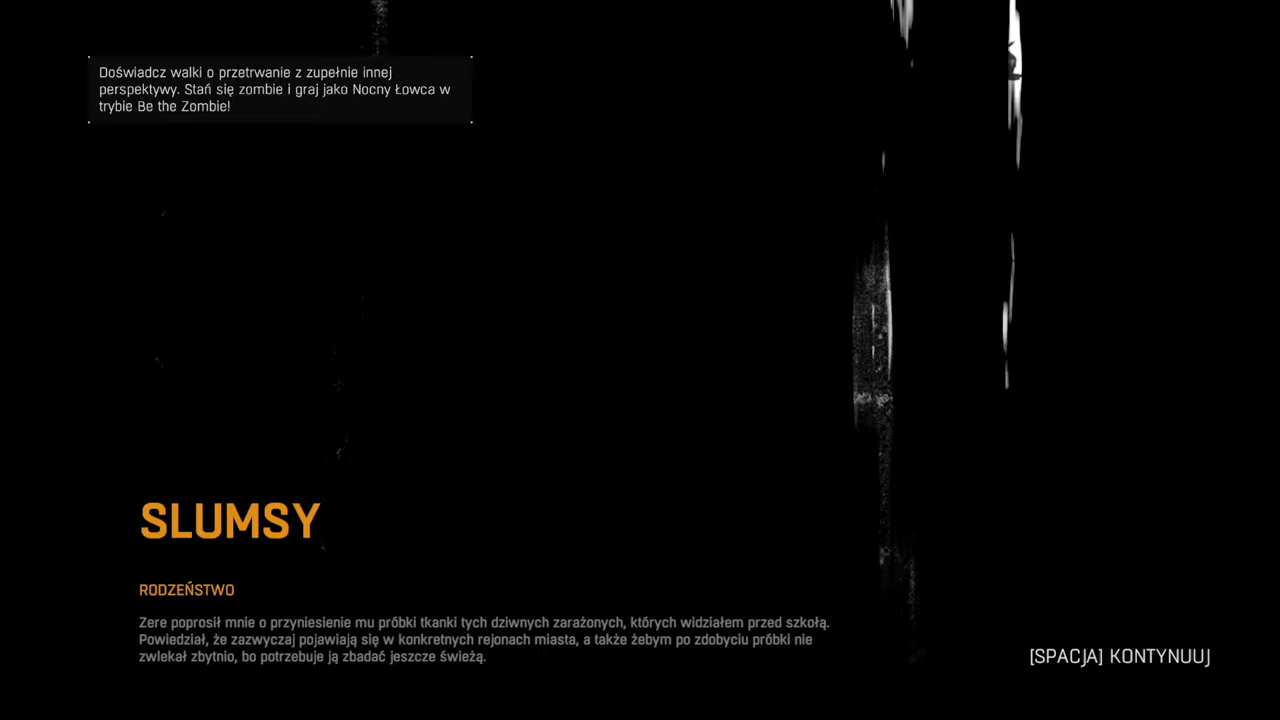 Doświadcz walki o przetrwanie z zupełnie innej
perspektywy. Stań się zombie i graj jako Nocny Łowca w
trybie Be the Zombie!
SLUMSY
RODZEŃSTWO
Zere poprosił mnie o przyniesienie mu próbki tkanki tych dziwnych zarażonych, których widziałem przed szkołą.
Powiedział, że zazwyczaj pojawiają się w konkretnych rejonach miasta, a także żebym po zdobyciu próbki nie
zwlekał zbytnio, bo potrzebuje ją zbadać jeszcze świeżą.
[SPACJA] KONTYNUUJ